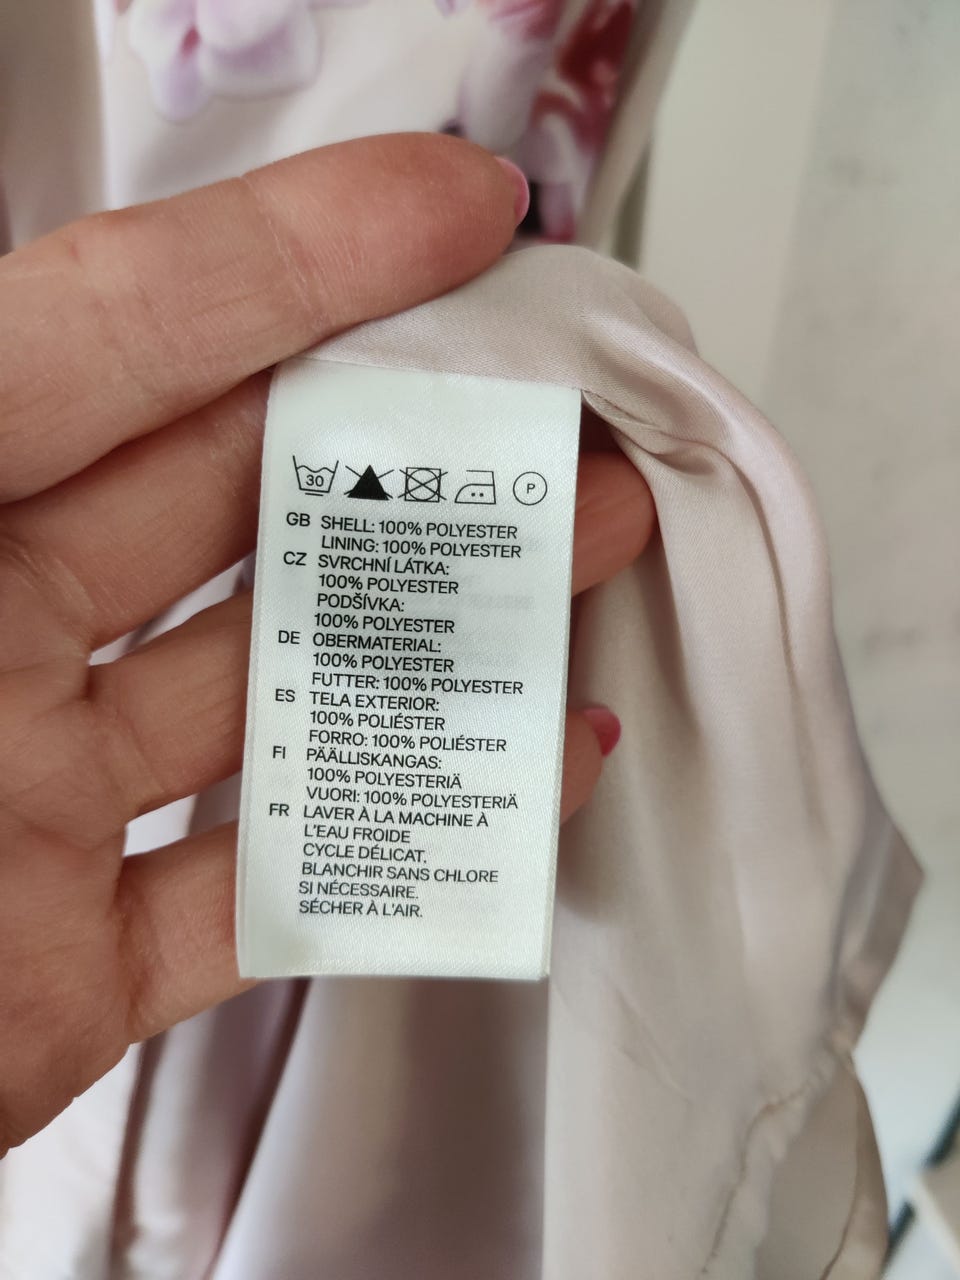 30 P
GB SHELL: 100% POLYESTER
LINING: 100% POLYESTER
CZ SVRCHNÍ LÁTKA:
100% POLYESTER
PODŠÍVKA:
100% POLYESTER
DE OBERMATERIAL:
100% POLYESTER
FUTTER: 100% POLYESTER
ES TELA EXTERIOR:
100% POLIÉSTER
FORRO: 100% POLIÉSTER
FI PÄÄLLISKANGAS:
100% POLYESTERIÄ
VUORI: 100% POLYESTERIÄ
FR LAVER À LA MACHINE À
L'EAU FROIDE
CYCLE DÉLICAT.
BLANCHIR SANS CHLORE
SI NÉCESSAIRE.
SÉCHER À L'AIR.